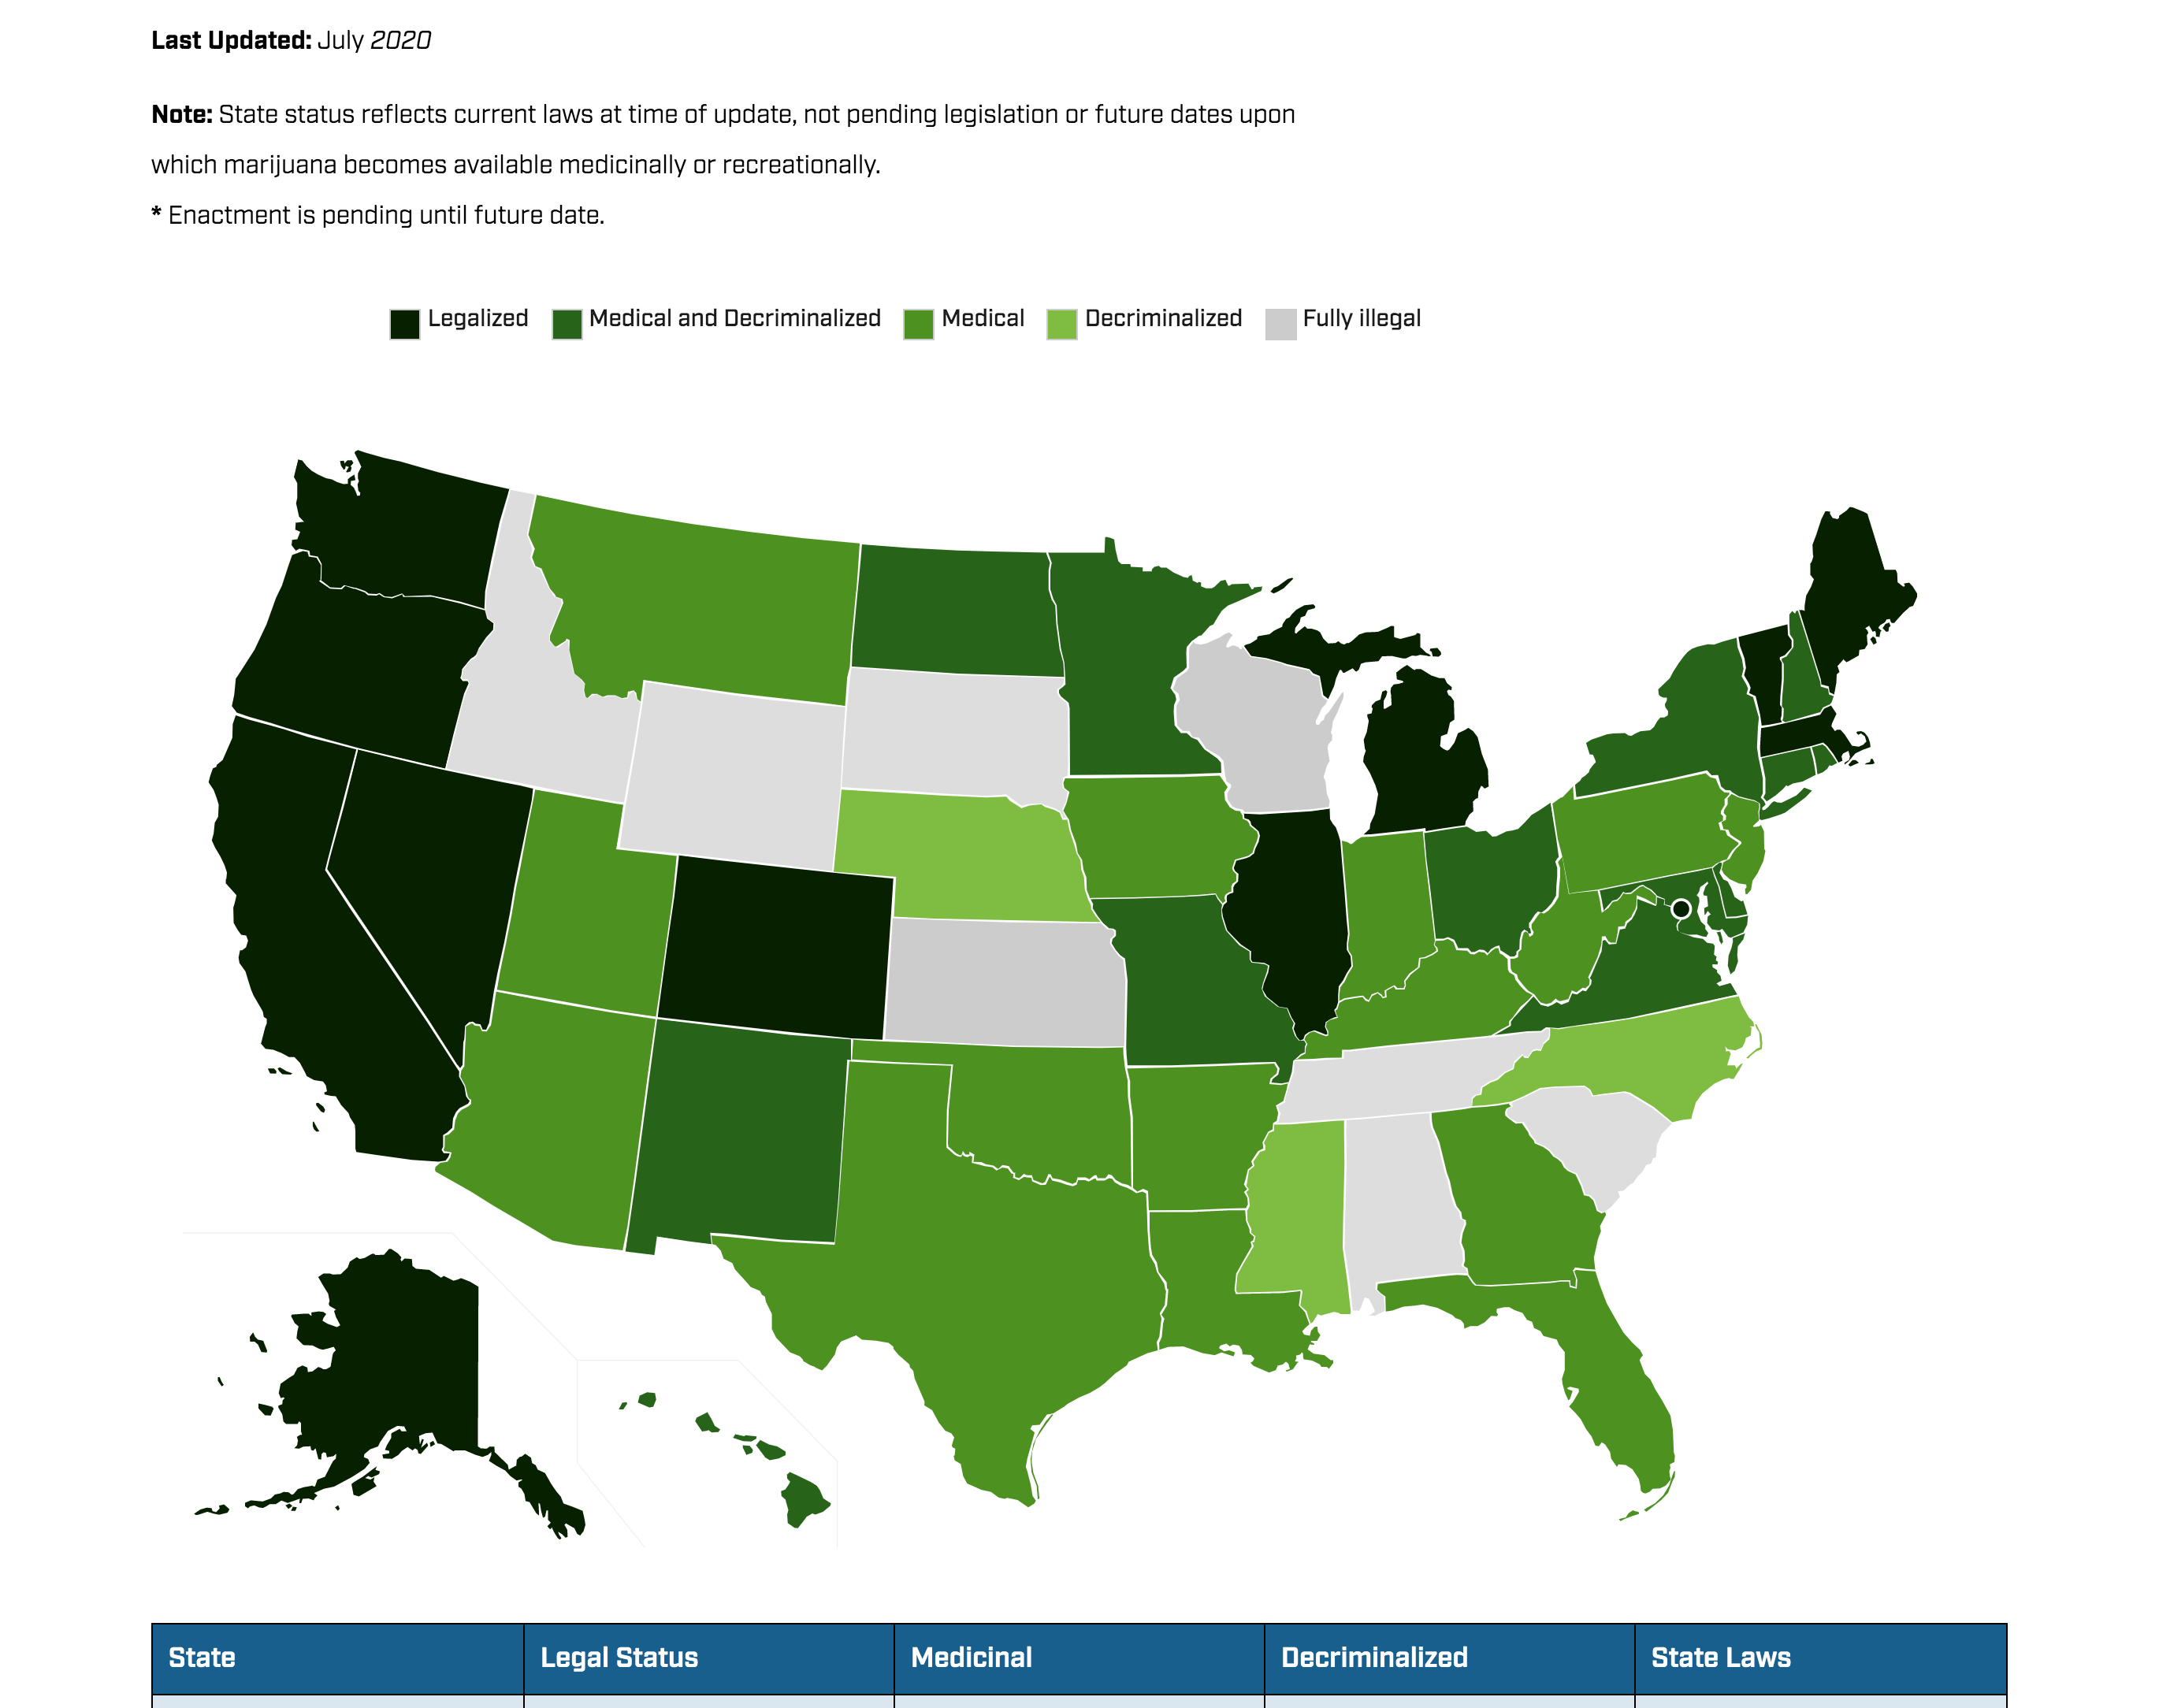 Last Updated: July 2020
Note: State status reflects current laws at time of update, not pending legislation or future dates upon
which marijuana becomes available medicinally or recreationally.
* Enactment is pending until future date.
Legalized Medical and Decriminalized Medical Decriminalized Fully illegal
State Legal Status Medicinal Decriminalized State Laws